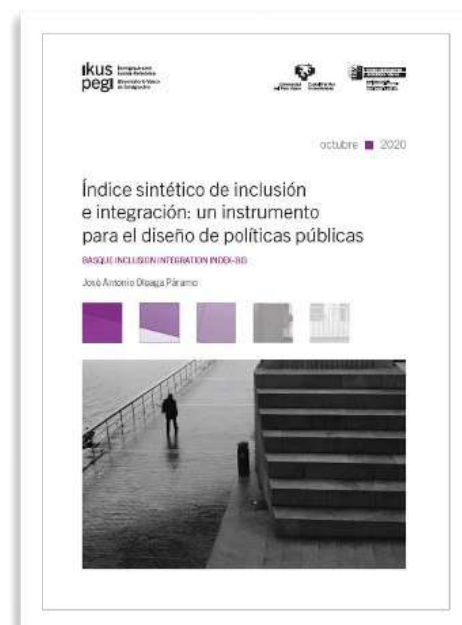 ikus
pegi
octubre 2020
Índice sintético de inclusión
e integración: un instrumento
para el diseño de políticas públicas
BASQUE INCLUSION INTEGRATION INDEX-BIG
José Antonio Oleaga Páramo